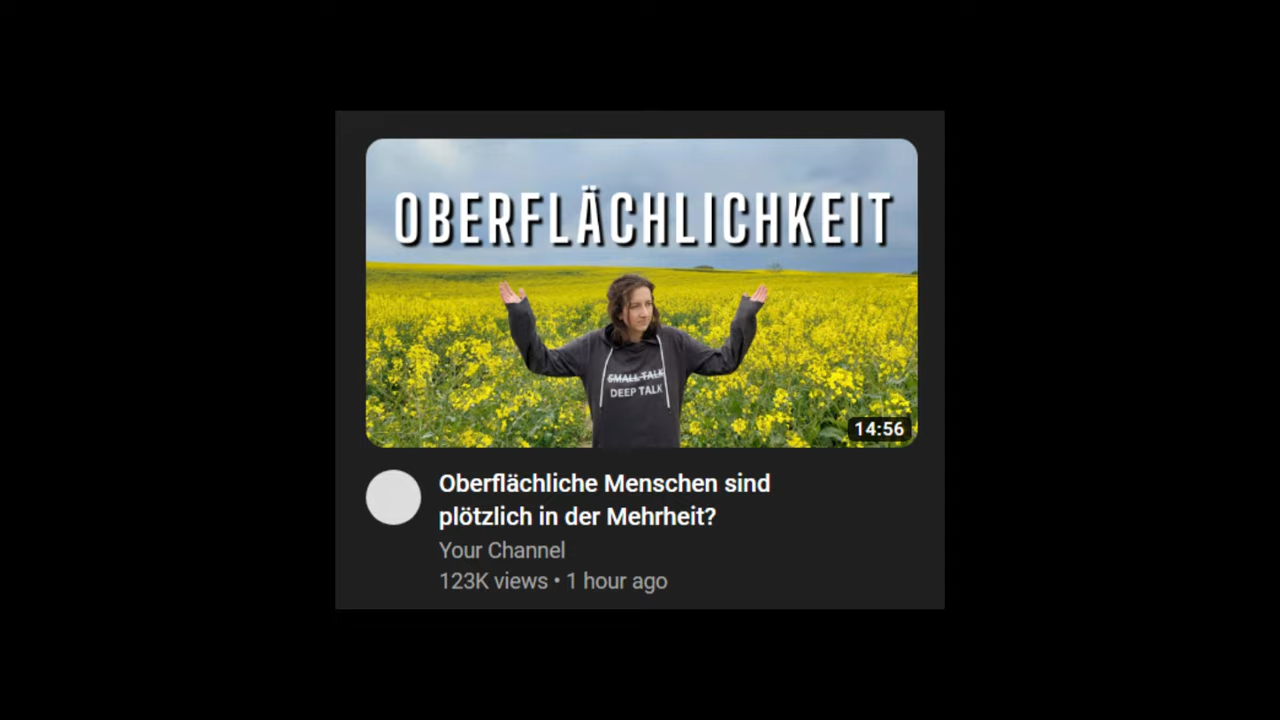 OBERFLÄCHLICHKEIT
SMALL TALK
DEEP TALK
14:56
Oberflächliche Menschen sind
plötzlich in der Mehrheit?
Your Channel
123K views • 1 hour ago